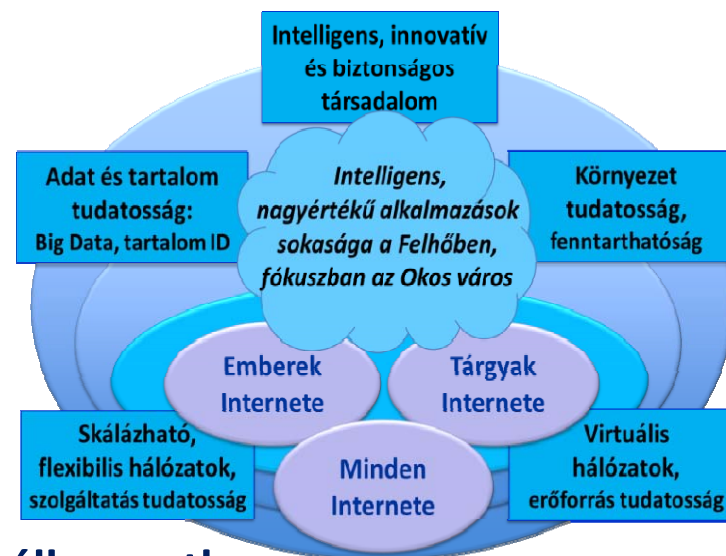 Intelligens, innovatív
és biztonságos
társadalom
Adat és tartalom
tudatosság:
Big Data, tartalom ID
Intelligens,
nagyértékű alkalmazások
sokasága a Felhőben,
fókuszban az Okos város
Környezet
tudatosság,
fenntarthatóság
Emberek
Internete
Tárgyak
Internete
Skálázható,
flexibilis hálózatok,
szolgáltatás tudatosság
Minden
Internete
Virtuális
hálózatok,
erőforrás tudatosság